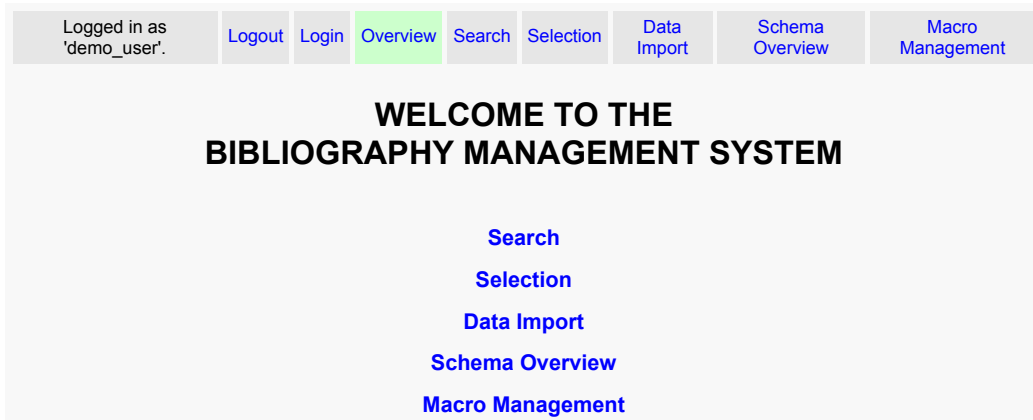 Logged in as
'demo_user'.
Logout
Login
Overview
Search
Selection
Data
Import
Schema
Overview
Macro
Management
WELCOME TO THE
BIBLIOGRAPHY MANAGEMENT SYSTEM
Search
Selection
Data Import
Schema Overview
Macro Management